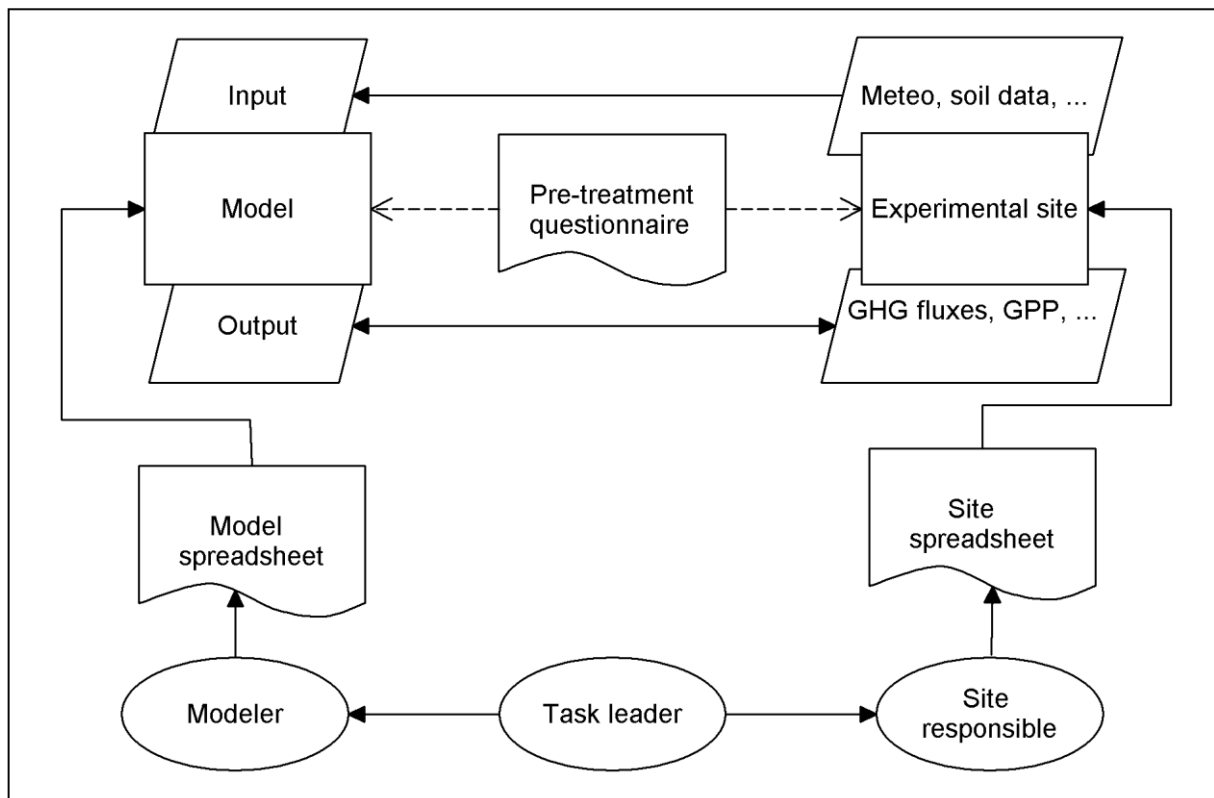 Input
Meteo, soil data, ...
Model
Pre-treatment
questionnaire
Experimental site
Output
GHG fluxes, GPP, ...
Model
spreadsheet
Site
spreadsheet
Modeler
Task leader
Site
responsible